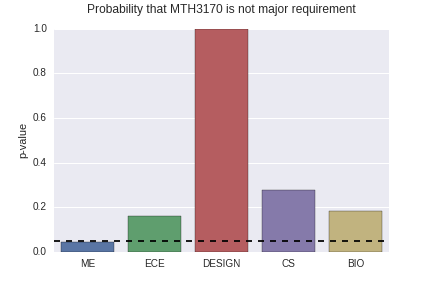 Probability that MTH3170 is not major requirement
1.0
0.8
0.6
0.4
0.2
0.0
p-value
ME ECE DESIGN CS BIO